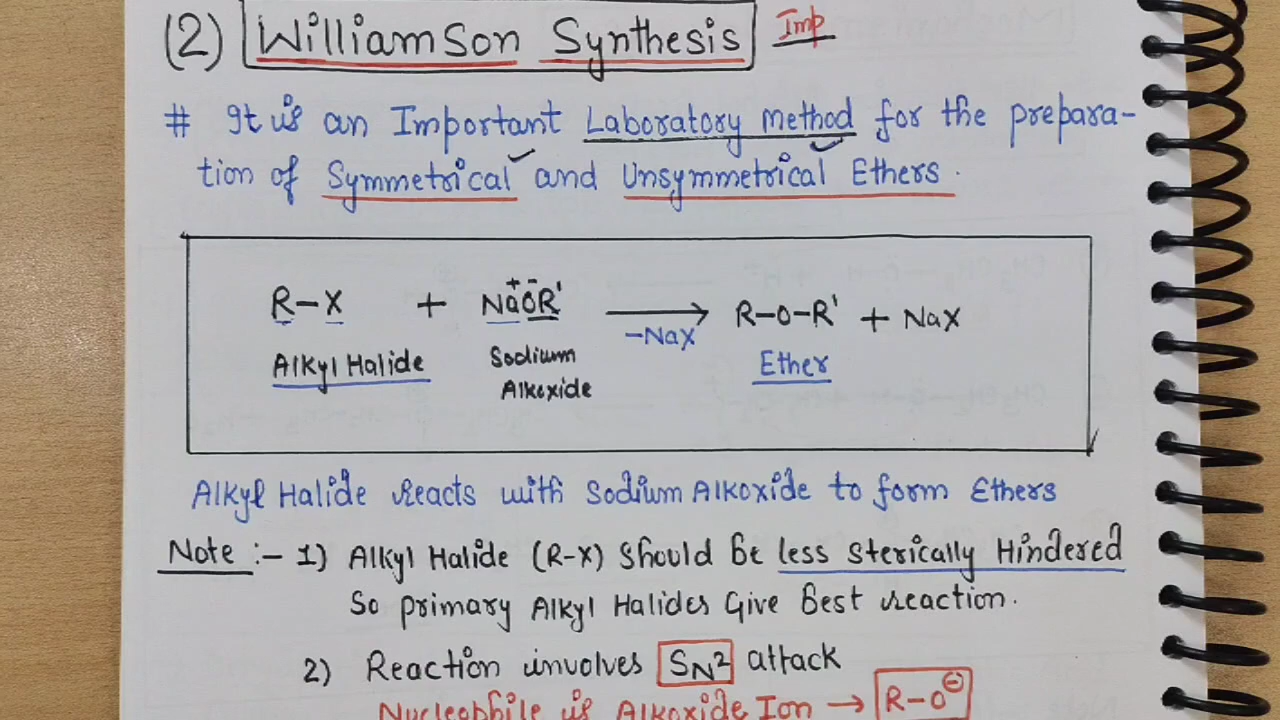 (2) Williamson Synthesis Imp
# It is an Important Laboratory method for the prepara-
tion of Symmetrical and Unsymmetrical Ethers.
R-X + Na⁺O⁻R' → R-O-R' + NaX
-NaX
Alkyl Halide Sodium Alkoxide Ether
Alkyl Halide reacts with Sodium Alkoxide to form Ethers
Note :- 1) Alkyl Halide (R-X) Should be less sterically Hindered
So primary Alkyl Halides Give Best reaction.
2) Reaction involves SN² attack
Nucleophile is Alkoxide Ion → R-O⊖